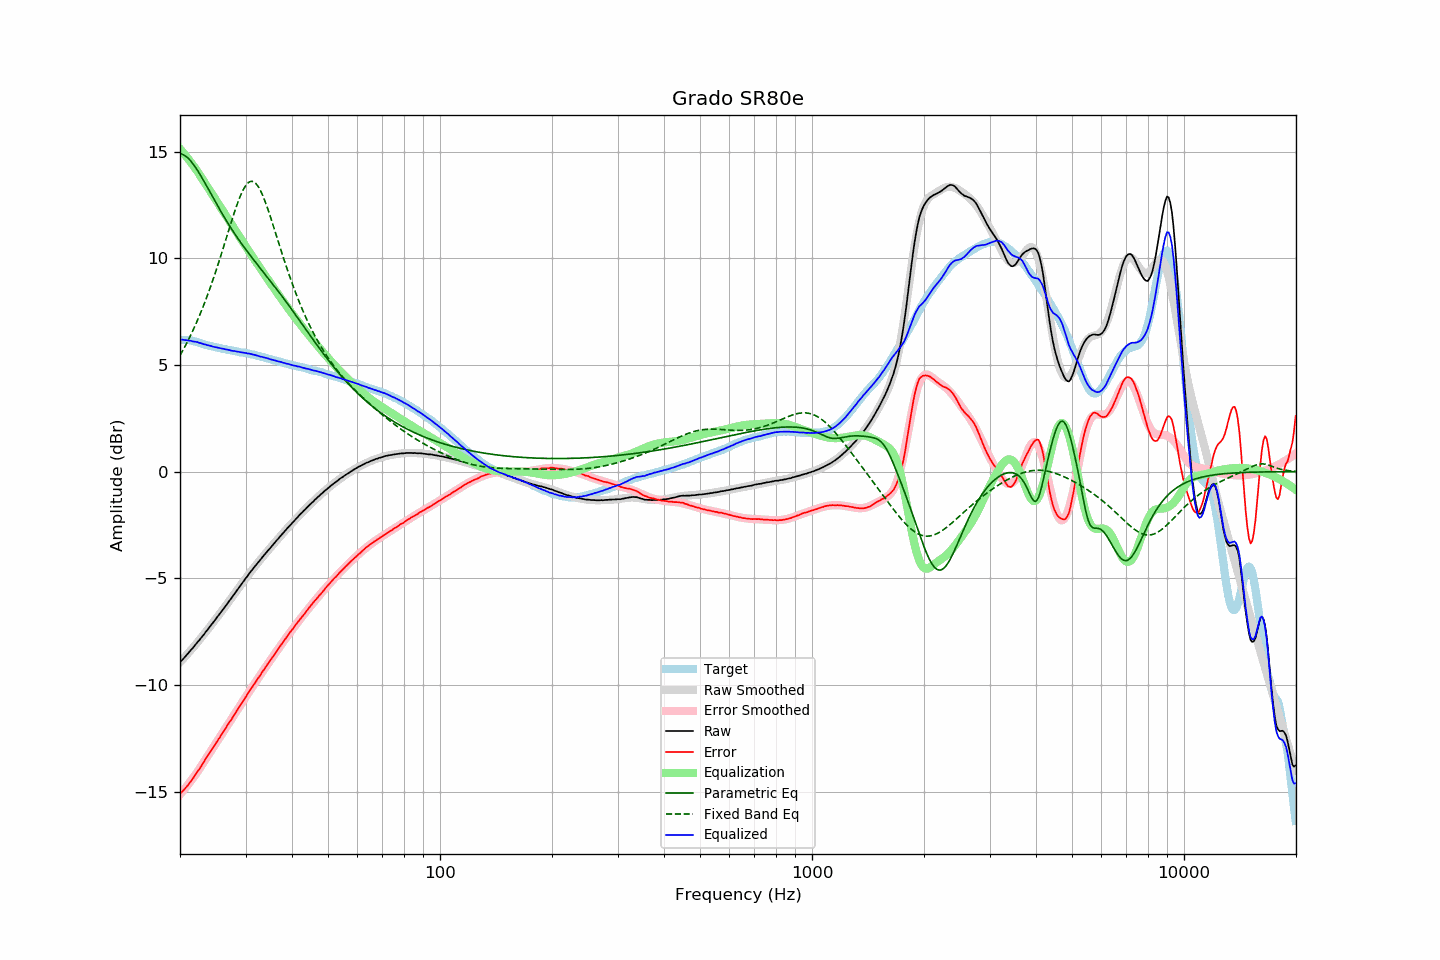 Grado SR80e
Amplitude (dBr)
15
10
5
0
−5
−10
−15
Target
Raw Smoothed
Error Smoothed
Raw
Error
Equalization
Parametric Eq
Fixed Band Eq
Equalized
100
1000
10000
Frequency (Hz)